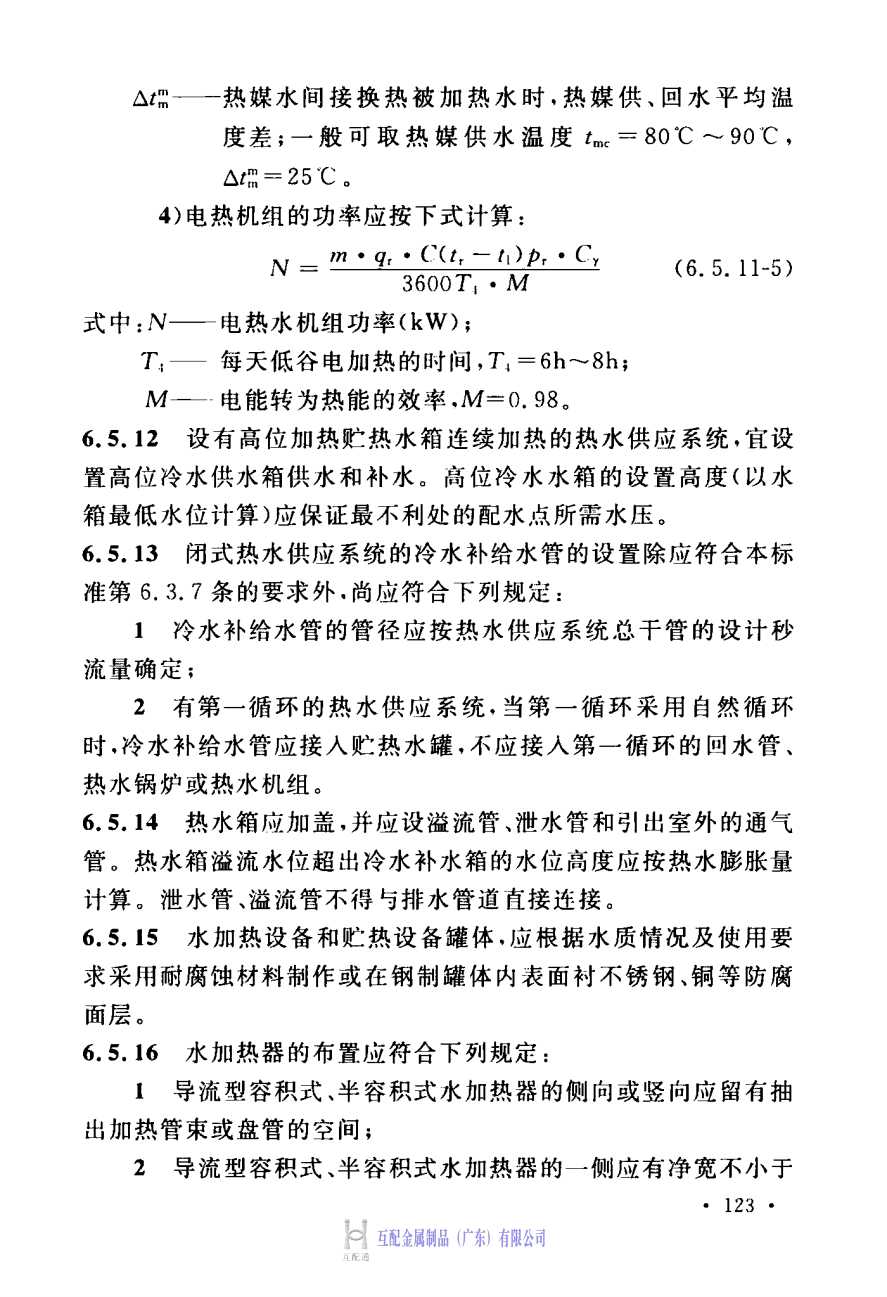 Δtₘᵐ——热媒水间接换热被加热水时,热媒供、回水平均温
度差;一般可取热媒供水温度 tmc=80℃～90℃,
Δtₘᵐ=25℃。
4)电热机组的功率应按下式计算:
N = m·qr·C(tr-tl)ρr·Cγ / 3600T4·M (6.5.11-5)
式中:N——电热水机组功率(kW);
T4——每天低谷电加热的时间,T4=6h～8h;
M——电能转为热能的效率,M=0.98。
6.5.12 设有高位加热贮热水箱连续加热的热水供应系统,宜设
置高位冷水供水箱供水和补水。高位冷水水箱的设置高度(以水
箱最低水位计算)应保证最不利处的配水点所需水压。
6.5.13 闭式热水供应系统的冷水补给水管的设置除应符合本标
准第 6.3.7 条的要求外,尚应符合下列规定:
1 冷水补给水管的管径应按热水供应系统总干管的设计秒
流量确定;
2 有第一循环的热水供应系统,当第一循环采用自然循环
时,冷水补给水管应接入贮热水罐,不应接入第一循环的回水管、
热水锅炉或热水机组。
6.5.14 热水箱应加盖,并应设溢流管、泄水管和引出室外的通气
管。热水箱溢流水位超出冷水补水箱的水位高度应按热水膨胀量
计算。泄水管、溢流管不得与排水管道直接连接。
6.5.15 水加热设备和贮热设备罐体,应根据水质情况及使用要
求采用耐腐蚀材料制作或在钢制罐体内表面衬不锈钢、铜等防腐
面层。
6.5.16 水加热器的布置应符合下列规定:
1 导流型容积式、半容积式水加热器的侧向或竖向应留有抽
出加热管束或盘管的空间;
2 导流型容积式、半容积式水加热器的一侧应有净宽不小于
· 123 ·
互配金属制品(广东)有限公司
互配通